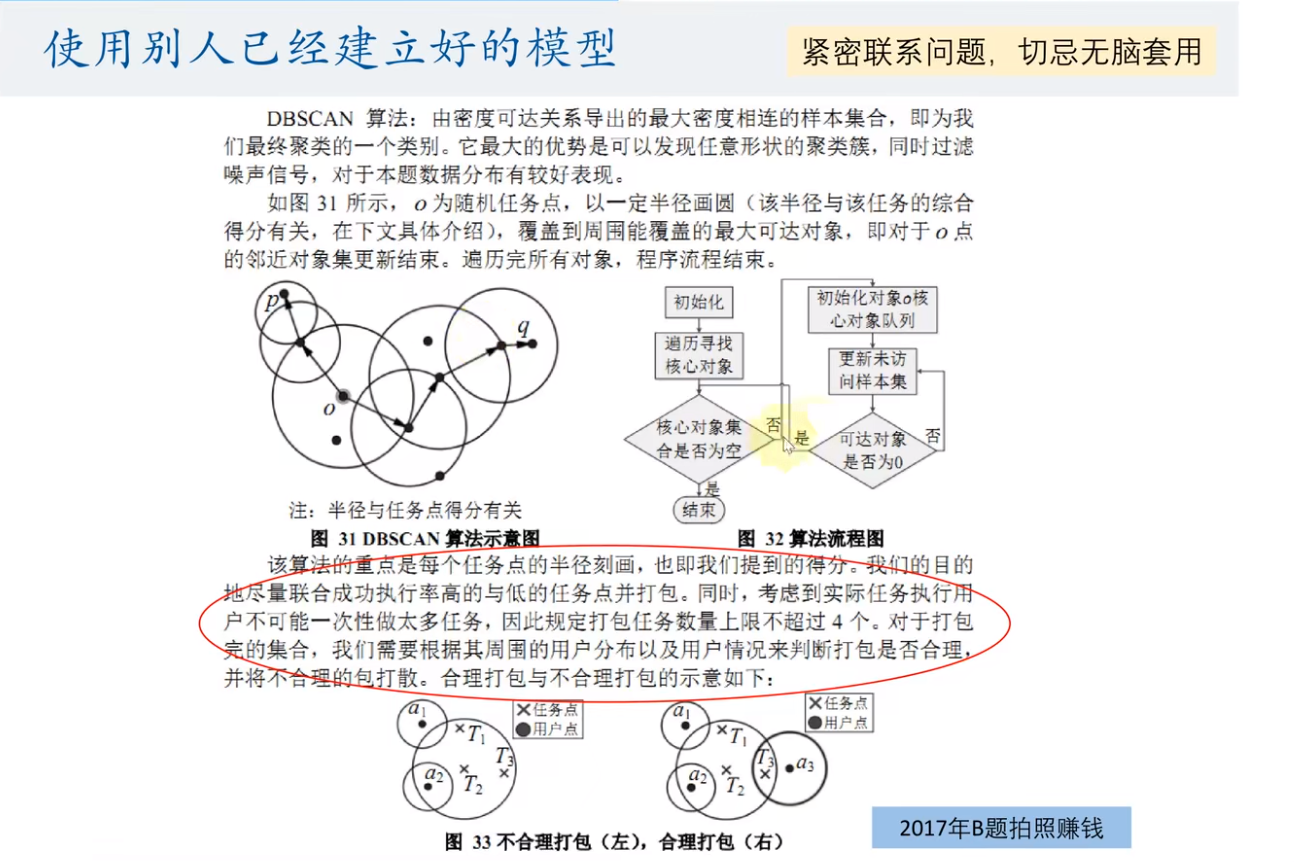 使用别人已经建立好的模型
紧密联系问题，切忌无脑套用
DBSCAN 算法：由密度可达关系导出的最大密度相连的样本集合，即为我
们最终聚类的一个类别。它最大的优势是可以发现任意形状的聚类簇，同时过滤
噪声信号，对于本题数据分布有较好表现。
如图 31 所示，o 为随机任务点，以一定半径画圆（该半径与该任务的综合
得分有关，在下文具体介绍），覆盖到周围能覆盖的最大可达对象，即对于 o 点
的邻近对象集更新结束。遍历完所有对象，程序流程结束。
p
q
o
注：半径与任务点得分有关
图 31 DBSCAN 算法示意图
初始化
遍历寻找
核心对象
核心对象集
合是否为空
否
是
结束
初始化对象o核
心对象队列
更新未访
问样本集
可达对象
是否为0
是
否
图 32 算法流程图
该算法的重点是每个任务点的半径刻画，也即我们提到的得分。我们的目的
地尽量联合成功执行率高的与低的任务点并打包。同时，考虑到实际任务执行用
户不可能一次性做太多任务，因此规定打包任务数量上限不超过 4 个。对于打包
完的集合，我们需要根据其周围的用户分布以及用户情况来判断打包是否合理，
并将不合理的包打散。合理打包与不合理打包的示意如下：
a1
T1
T3
a2
T2
×任务点
●用户点
a1
T1
T3
a3
a2
T2
×任务点
●用户点
图 33 不合理打包（左），合理打包（右）
2017年B题拍照赚钱